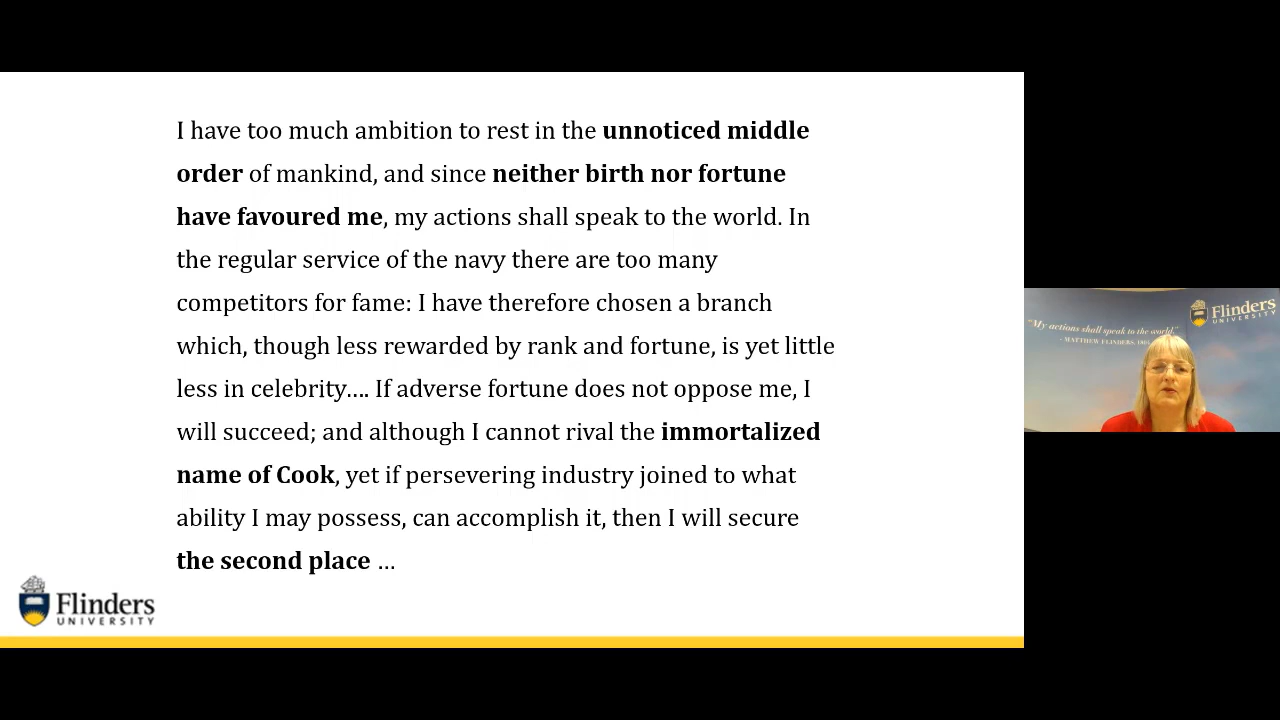 I have too much ambition to rest in the unnoticed middle
order of mankind, and since neither birth nor fortune
have favoured me, my actions shall speak to the world. In
the regular service of the navy there are too many
competitors for fame: I have therefore chosen a branch
which, though less rewarded by rank and fortune, is yet little
less in celebrity.... If adverse fortune does not oppose me, I
will succeed; and although I cannot rival the immortalized
name of Cook, yet if persevering industry joined to what
ability I may possess, can accomplish it, then I will secure
the second place ...
Flinders
UNIVERSITY
Flinders
UNIVERSITY
"My actions shall speak to the world."
- MATTHEW FLINDERS,